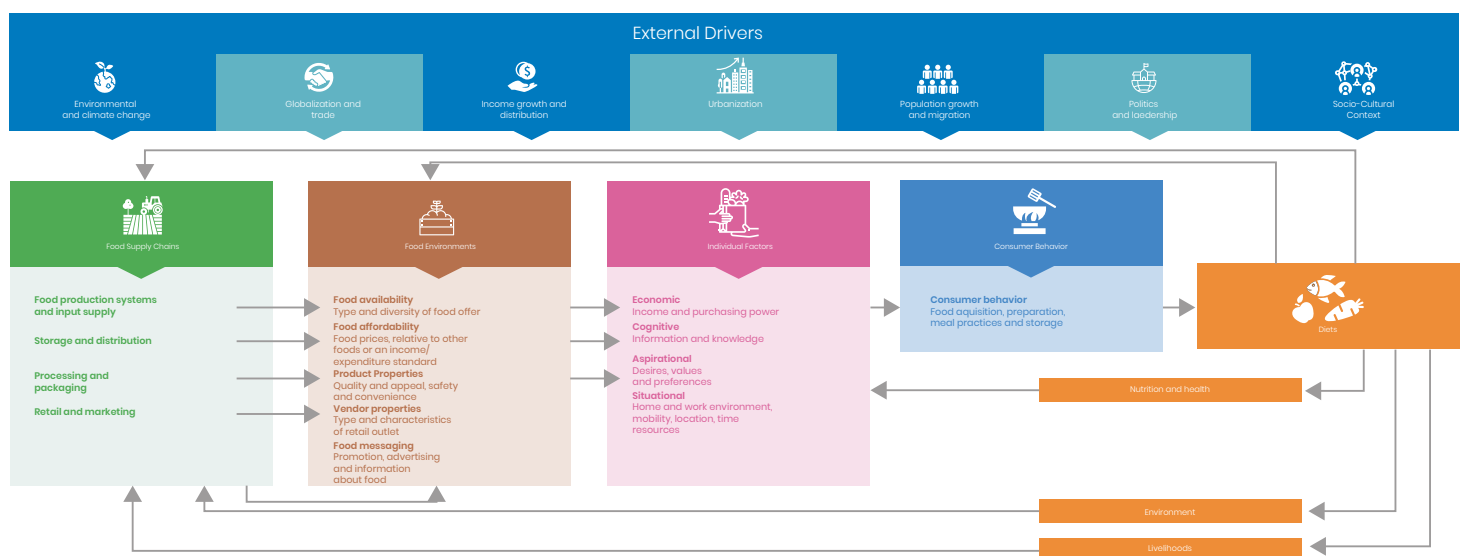 External Drivers
Environmental
and climate change
Globalization and
trade
Income growth and
distribution
Urbanization
Population growth
and migration
Politics
and laedership
Socio-Cultural
Context
Food Supply Chains
Food production systems
and input supply
Storage and distribution
Processing and
packaging
Retail and marketing
Food Environments
Food availability
Type and diversity of food offer
Food affordability
Food prices, relative to other
foods or an income/
expenditure standard
Product Properties
Quality and appeal, safety
and convenience
Vendor properties
Type and characteristics
of retail outlet
Food messaging
Promotion, advertising
and information
about food
Individual Factors
Economic
Income and purchasing power
Cognitive
Information and knowledge
Aspirational
Desires, values
and preferences
Situational
Home and work environment,
mobility, location, time
resources
Consumer Behavior
Consumer behavior
Food aquisition, preparation,
meal practices and storage
Diets
Nutrition and health
Environment
Livelihoods